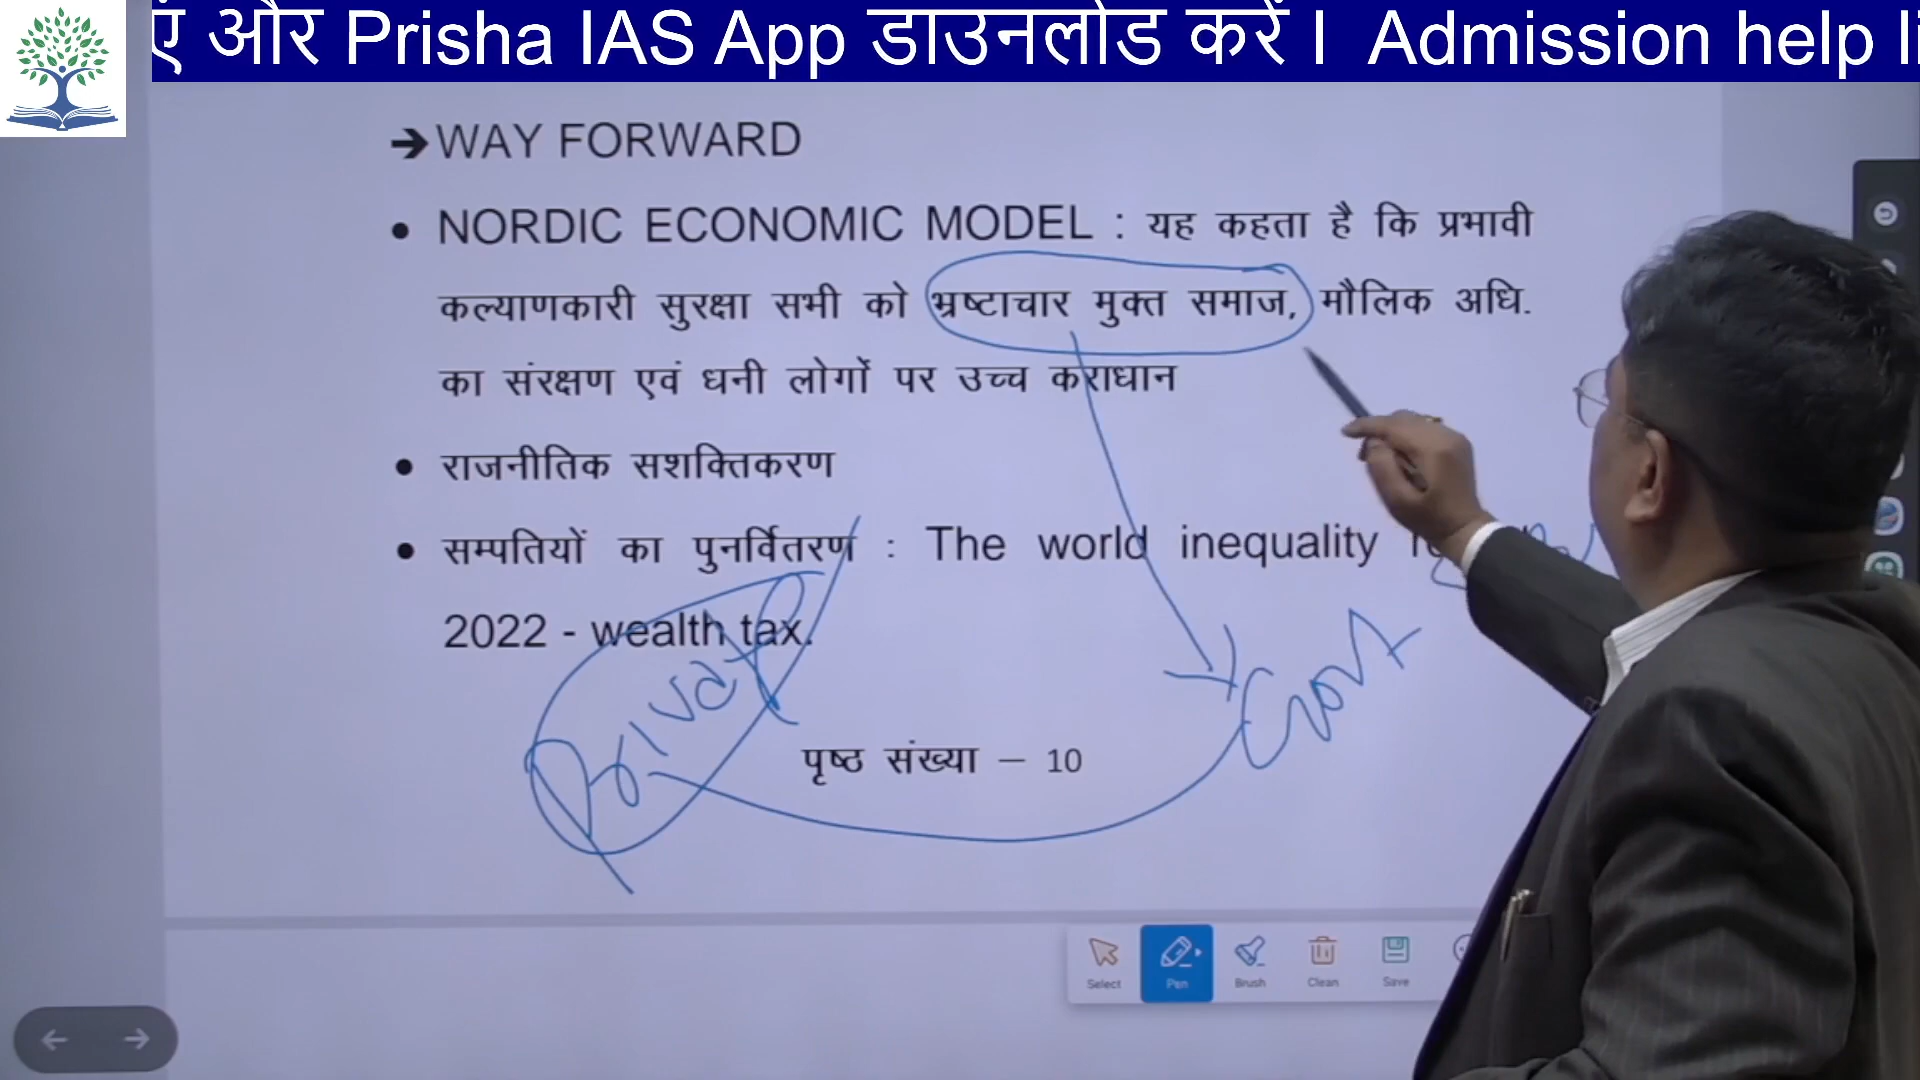 और Prisha IAS App डाउनलोड करें I Admission help
➔ WAY FORWARD
• NORDIC ECONOMIC MODEL : यह कहता है कि प्रभावी
कल्याणकारी सुरक्षा सभी को भ्रष्टाचार मुक्त समाज, मौलिक अधि.
का संरक्षण एवं धनी लोगों पर उच्च कराधान
• राजनीतिक सशक्तिकरण
• सम्पतियों का पुनर्वितरण : The world inequality
2022 - wealth tax.
Govt
पृष्ठ संख्या – 10
Select Pen Brush Clean Save